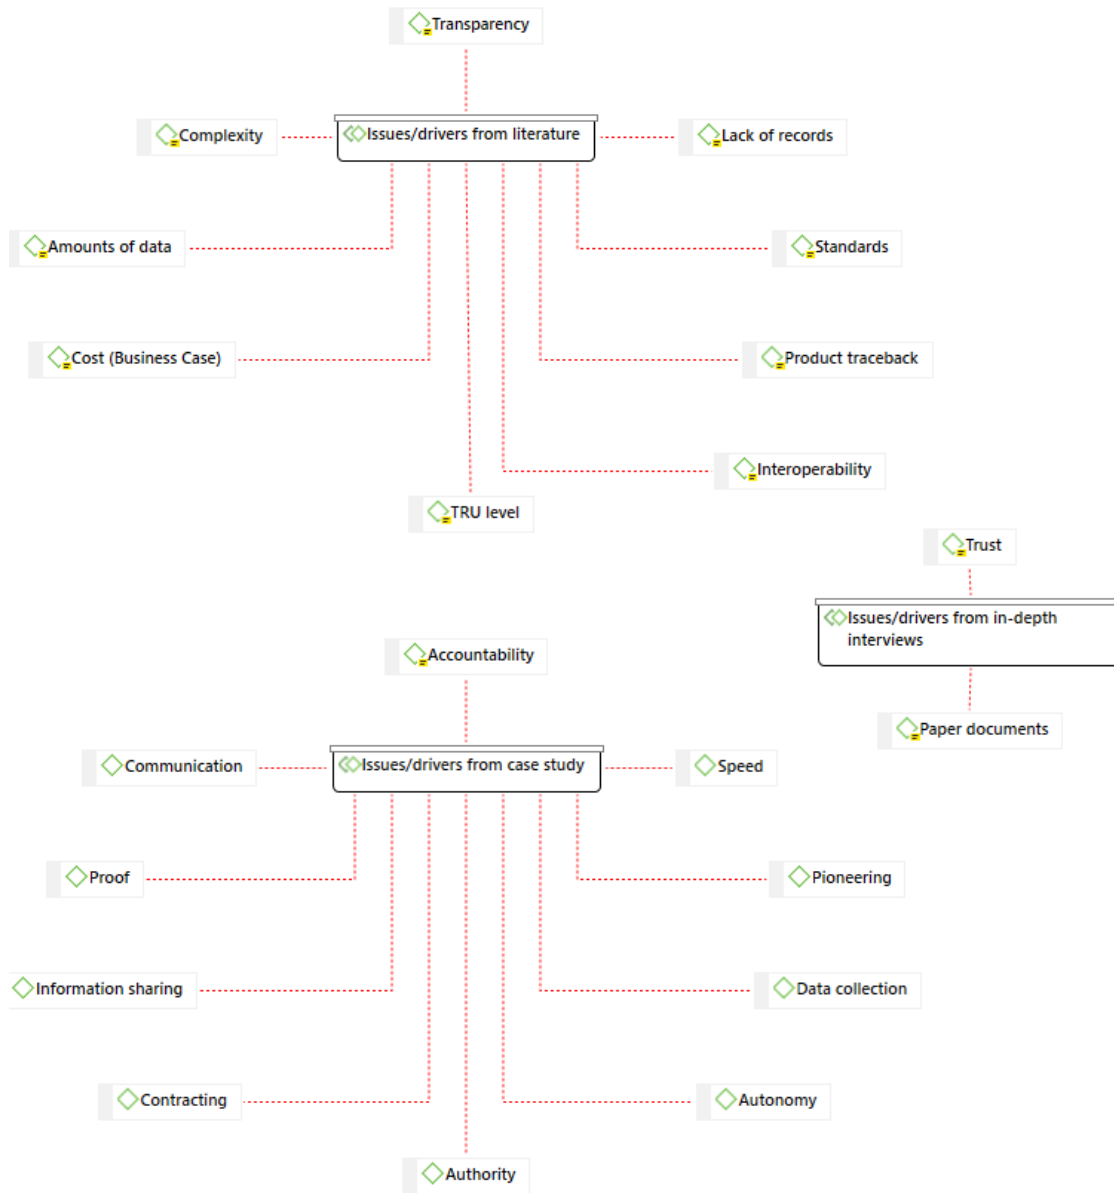 Transparency
Complexity
Issues/drivers from literature
Lack of records
Amounts of data
Standards
Cost (Business Case)
Product traceback
Interoperability
TRU level
Trust
Issues/drivers from in-depth
interviews
Paper documents
Accountability
Communication
Issues/drivers from case study
Speed
Proof
Pioneering
Information sharing
Data collection
Contracting
Autonomy
Authority